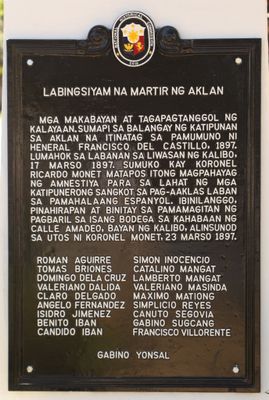 LABINGSIYAM NA MARTIR NG AKLAN
MGA MAKABAYAN AT TAGAPAGTANGGOL NG
KALAYAAN, SUMAPI SA BALANGAY NG KATIPUNAN
SA AKLAN NA ITINATAG SA PAMUMUNO NI
HENERAL FRANCISCO DEL CASTILLO, 1897.
LUMAHOK SA LABANAN SA LIWASAN NG KALIBO,
17 MARSO 1897. SUMUKO KAY KORONEL
RICARDO MONET MATAPOS ITONG MAGPAHAYAG
NG AMNESTIYA PARA SA LAHAT NG MGA
KATIPUNERONG SANGKOT SA PAG-AAKLAS LABAN
SA PAMAHALAANG ESPANYOL. IBINILANGGO,
PINAHIRAPAN AT BINITAY SA PAMAMAGITAN NG
PAGBARIL SA ISANG BODEGA SA KAHABAAN NG
CALLE AMADEO, BAYAN NG KALIBO, ALINSUNOD
SA UTOS NI KORONEL MONET, 23 MARSO 1897.
ROMAN AGUIRRE
TOMAS BRIONES
DOMINGO DELA CRUZ
VALERIANO DALIDA
CLARO DELGADO
ANGELO FERNANDEZ
ISIDRO JIMENEZ
BENITO IBAN
CANDIDO IBAN
SIMON INOCENCIO
CATALINO MANGAT
LAMBERTO MANGAT
VALERIANO MASINDA
MAXIMO MATIONG
SIMPLICIO REYES
CANUTO SEGOVIA
GABINO SUGCANG
FRANCISCO VILLORENTE
GABINO YONSAL